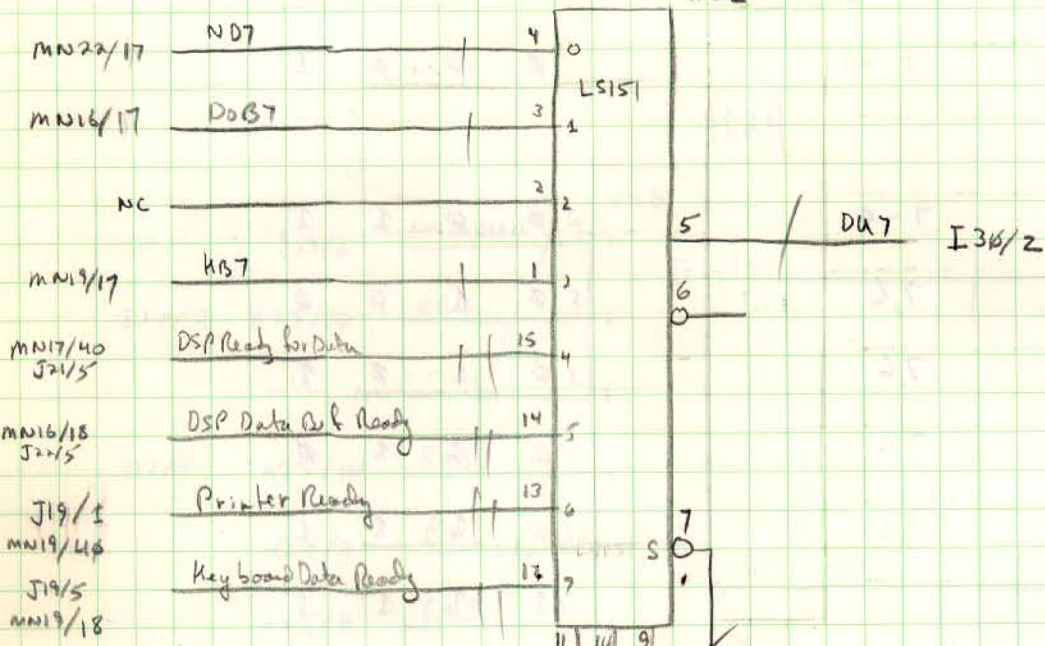 MN22/17 ND7 4 0
LS151
MN16/17 DOB7 3 1
NC 2 2
5 DU7 I30/2
MN19/17 KB7 1 3
6
MN17/40 DSP Ready for Data 15 4
J21/5
MN16/18 DSP Data Buf Ready 14 5
J22/5
J19/1 Printer Ready 13 6
MN19/40
7
S
J19/5 Keyboard Data Ready 12 7
MN19/18
11 10 9